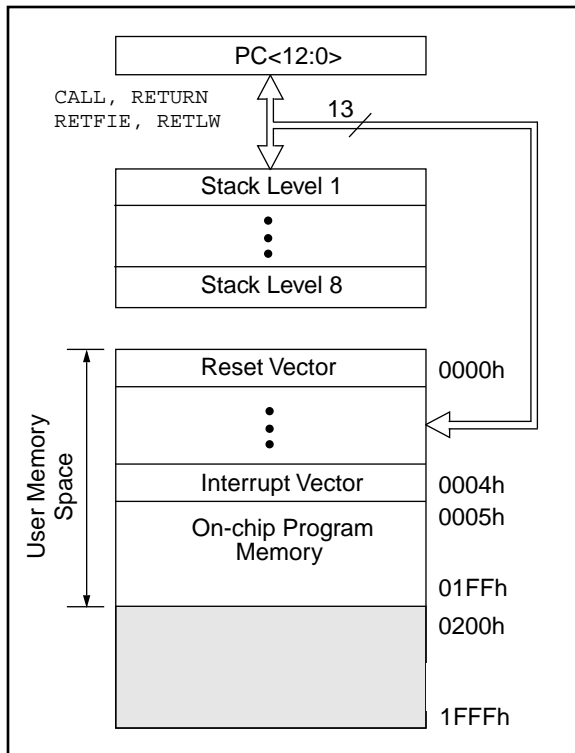 PC<12:0>
CALL, RETURN
RETFIE, RETLW
13
Stack Level 1
Stack Level 8
User Memory
Space
Reset Vector
0000h
Interrupt Vector
0004h
On-chip Program
Memory
0005h
01FFh
0200h
1FFFh